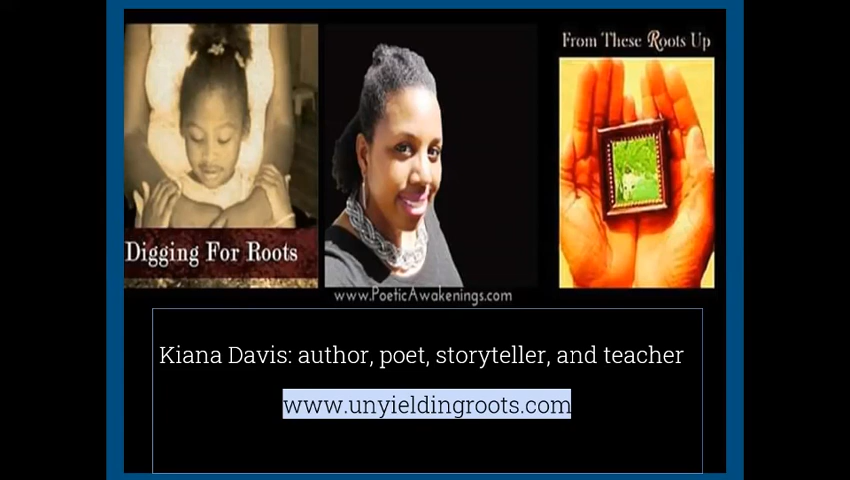 From These Roots Up
Digging For Roots
www.PoeticAwakenings.com
Kiana Davis: author, poet, storyteller, and teacher
www.unyieldingroots.com